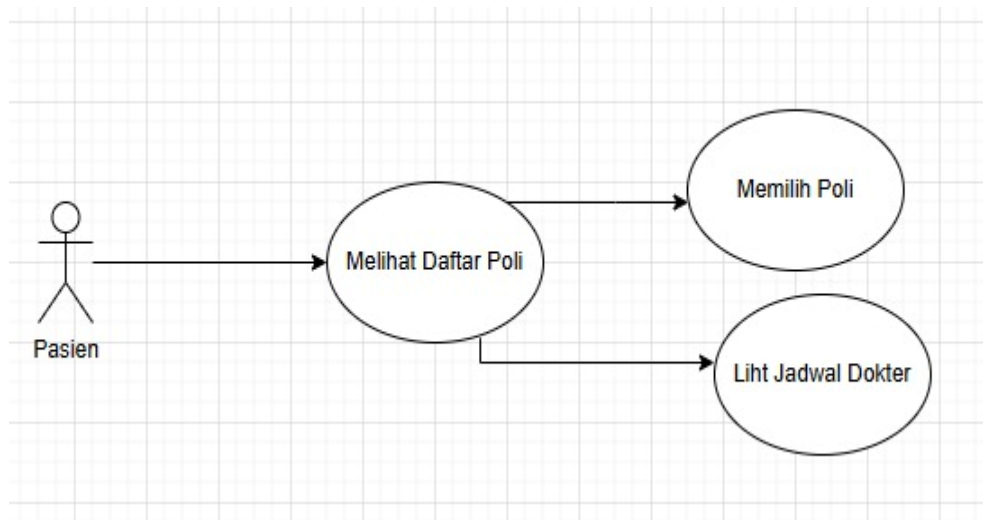 Memilih Poli
Melihat Daftar Poli
Pasien
Liht Jadwal Dokter